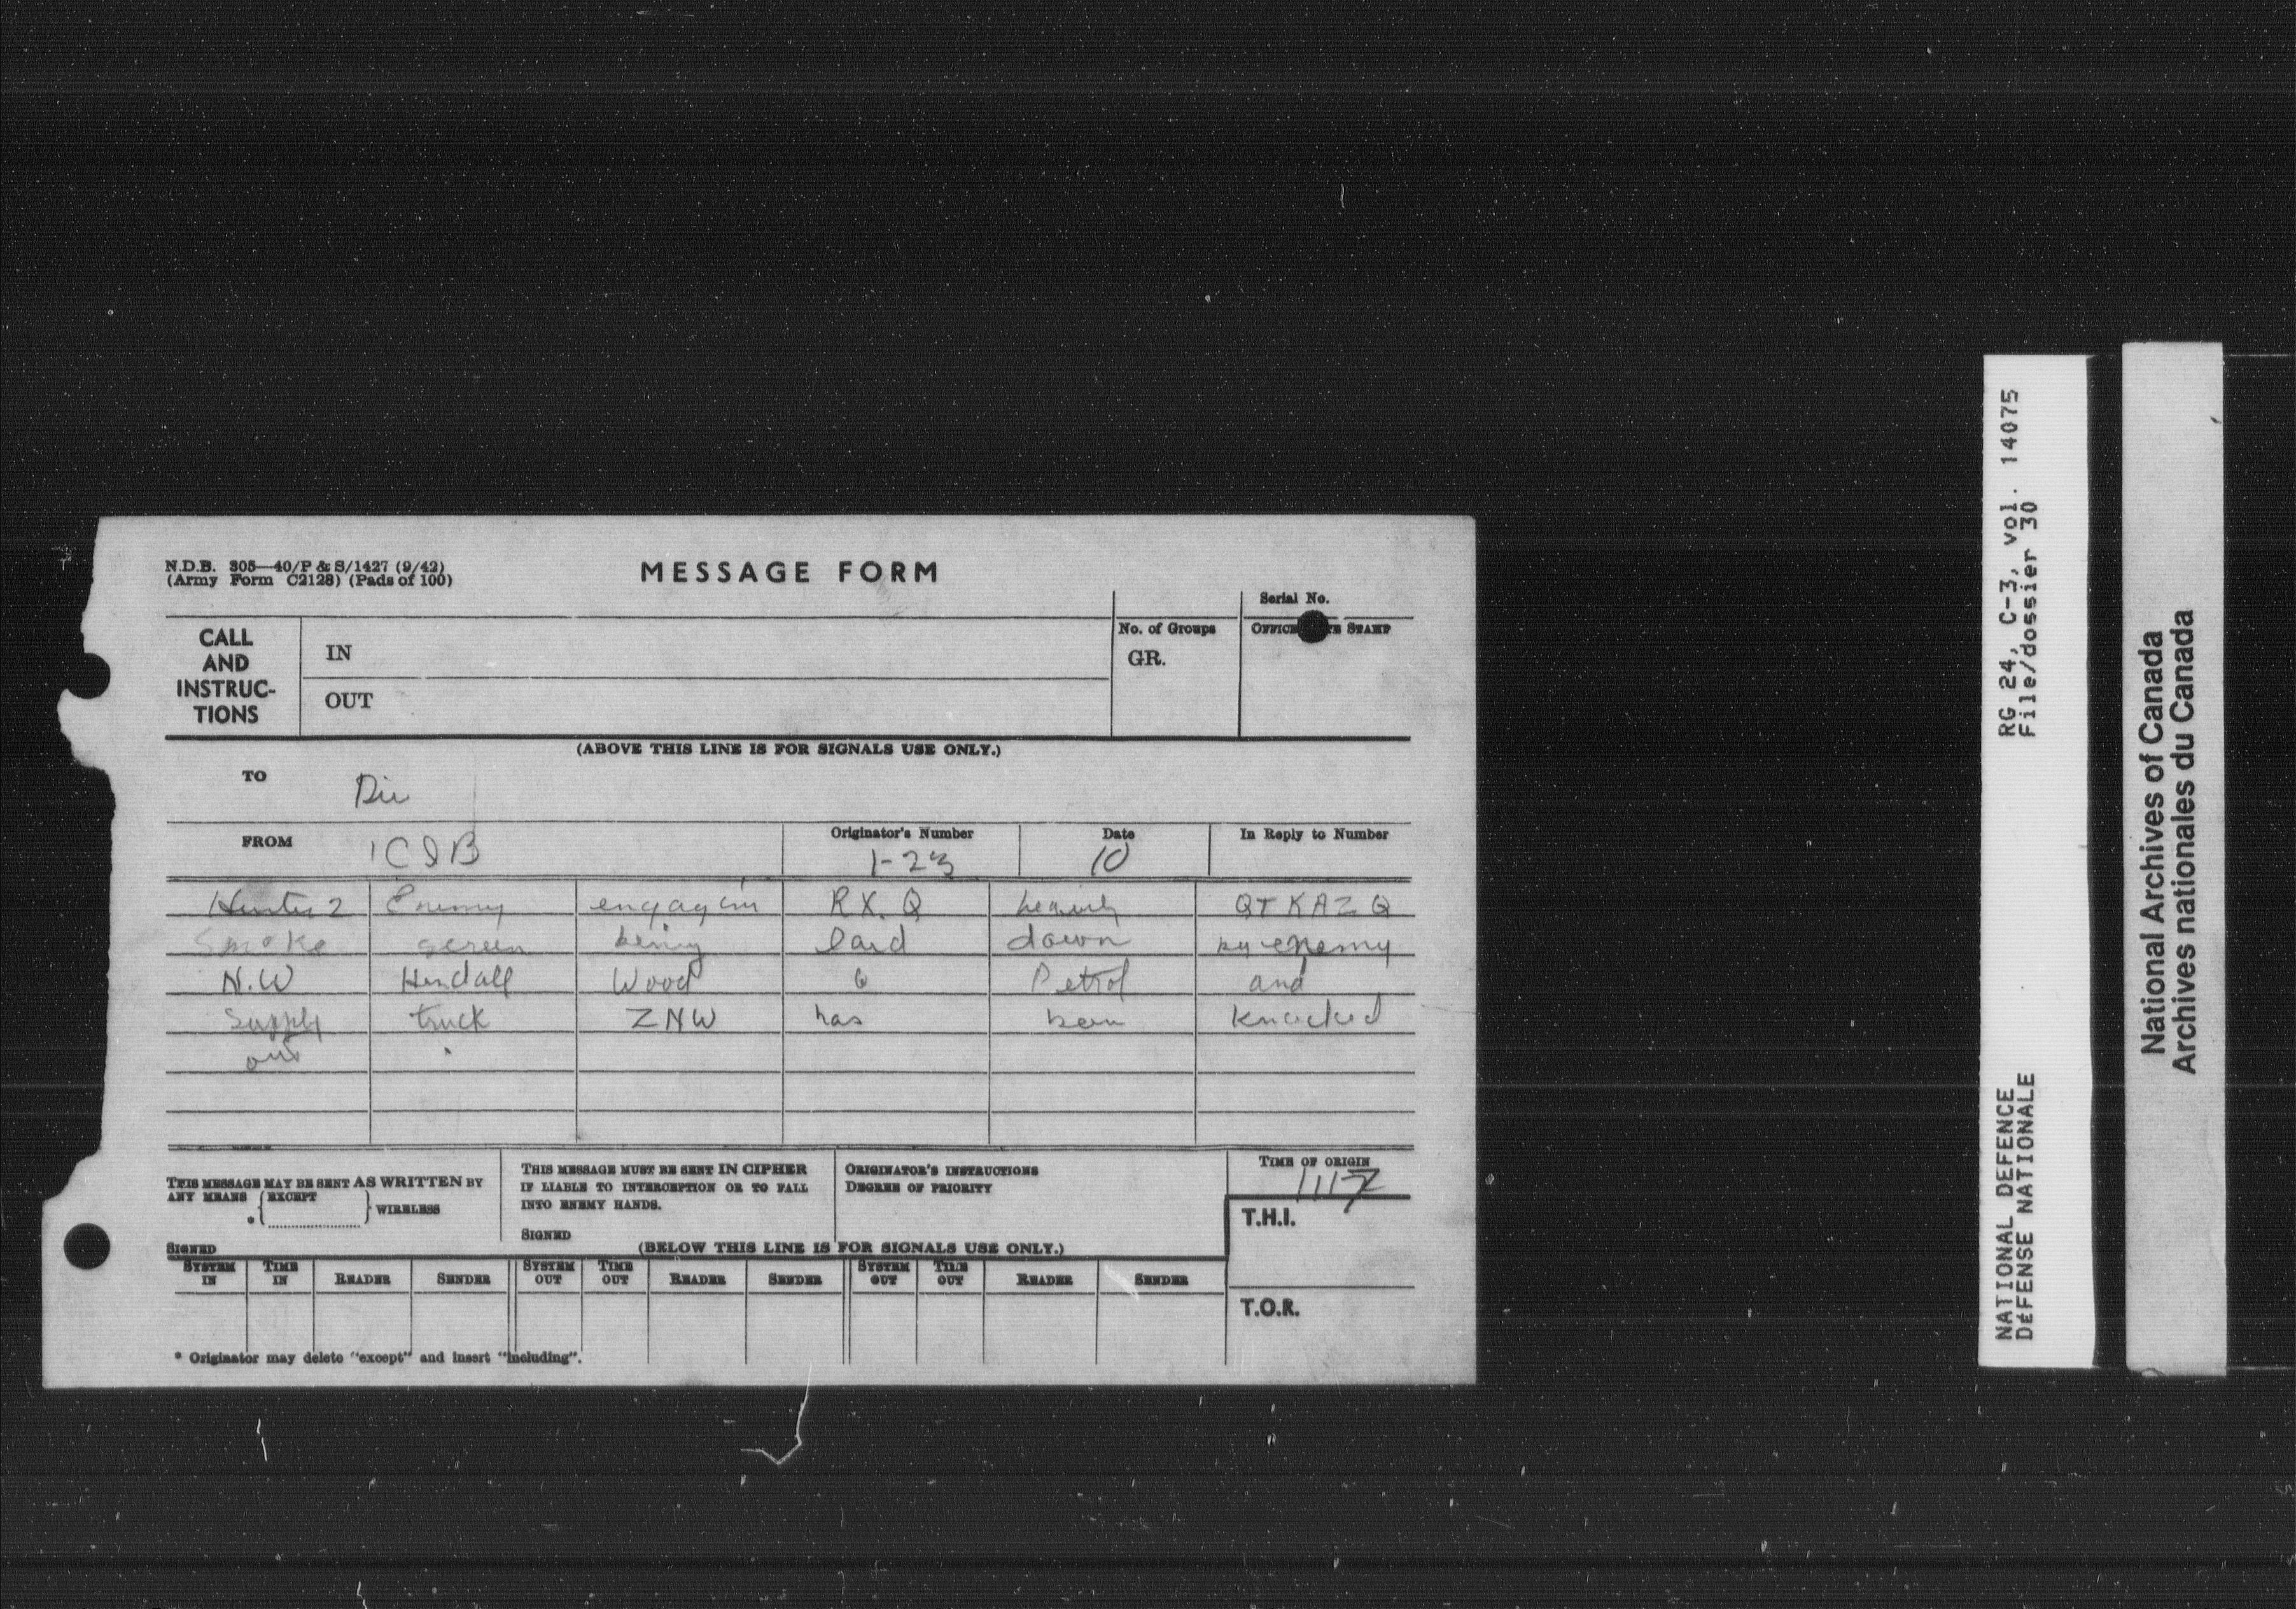 N.D.B. 305—40/P & S/1427 (9/42)
(Army Form C2128) (Pads of 100)
MESSAGE FORM
Serial No.
CALL AND INSTRUC- TIONS
IN
OUT
No. of Groups
GR.
OFFICE STAMP
(ABOVE THIS LINE IS FOR SIGNALS USE ONLY.)
TO Div
FROM 1 CIB
Originator's Number 1-23
Date 10
In Reply to Number
Hunter 2 Enemy engaging RX.Q heavily QTKAZQ
Smoke screen being laid down by enemy
N.W Hendall Wood Q Petrol and
Supply truck ZNW has been knocked
out .
THIS MESSAGE MAY BE SENT AS WRITTEN BY
ANY MEANS EXCEPT
* WIRELESS
SIGNED
THIS MESSAGE MUST BE SENT IN CIPHER
IF LIABLE TO INTERCEPTION OR TO FALL
INTO ENEMY HANDS.
SIGNED
ORIGINATOR'S INSTRUCTIONS
DEGREE OF PRIORITY
TIME OF ORIGIN
1117
T.H.I.
T.O.R.
(BELOW THIS LINE IS FOR SIGNALS USE ONLY.)
SYSTEM IN TIME IN READER SENDER SYSTEM OUT TIME OUT READER SENDER SYSTEM OUT TIME OUT READER SENDER
* Originator may delete "except" and insert "including".
NATIONAL DEFENCE RG 24, C-3, vol. 14075
DÉFENSE NATIONALE File/dossier 30
National Archives of Canada
Archives nationales du Canada